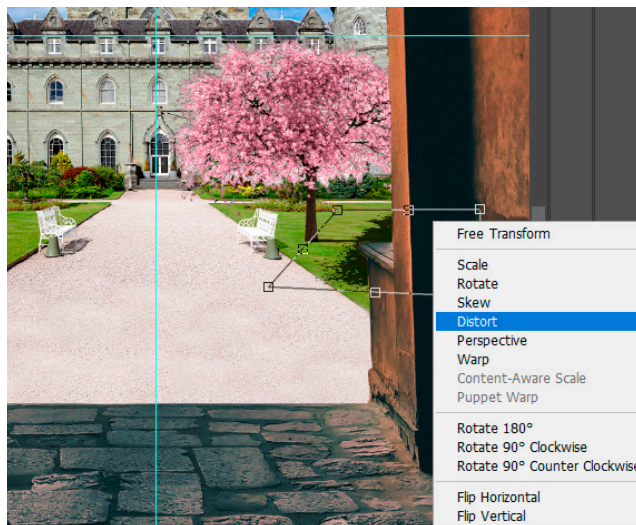 Free Transform
Scale
Rotate
Skew
Distort
Perspective
Warp
Content-Aware Scale
Puppet Warp
Rotate 180°
Rotate 90° Clockwise
Rotate 90° Counter Clockwise
Flip Horizontal
Flip Vertical